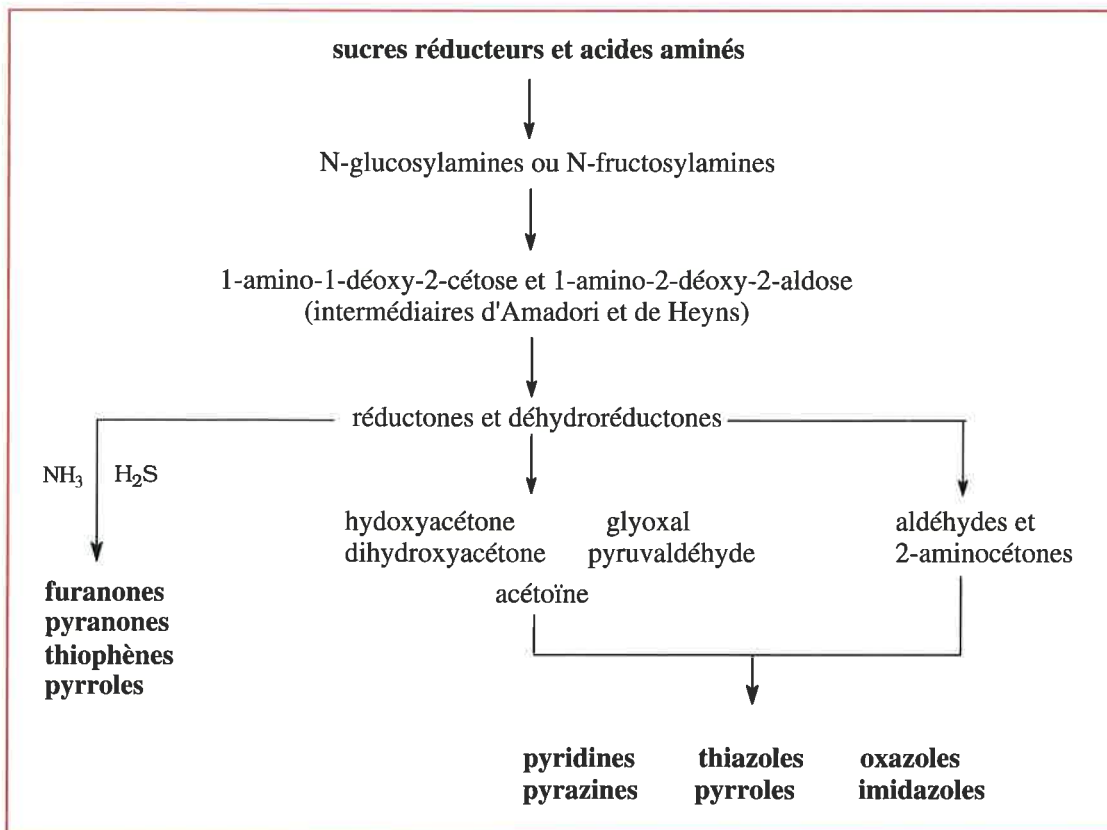 sucres réducteurs et acides aminés
N-glucosylamines ou N-fructosylamines
1-amino-1-déoxy-2-cétose et 1-amino-2-déoxy-2-aldose
(intermédiaires d'Amadori et de Heyns)
réductones et déhydroréductones
NH₃ H₂S
hydoxyacétone glyoxal
dihydroxyacétone pyruvaldéhyde
acétoïne
aldéhydes et
2-aminocétones
furanones
pyranones
thiophènes
pyrroles
pyridines thiazoles oxazoles
pyrazines pyrroles imidazoles